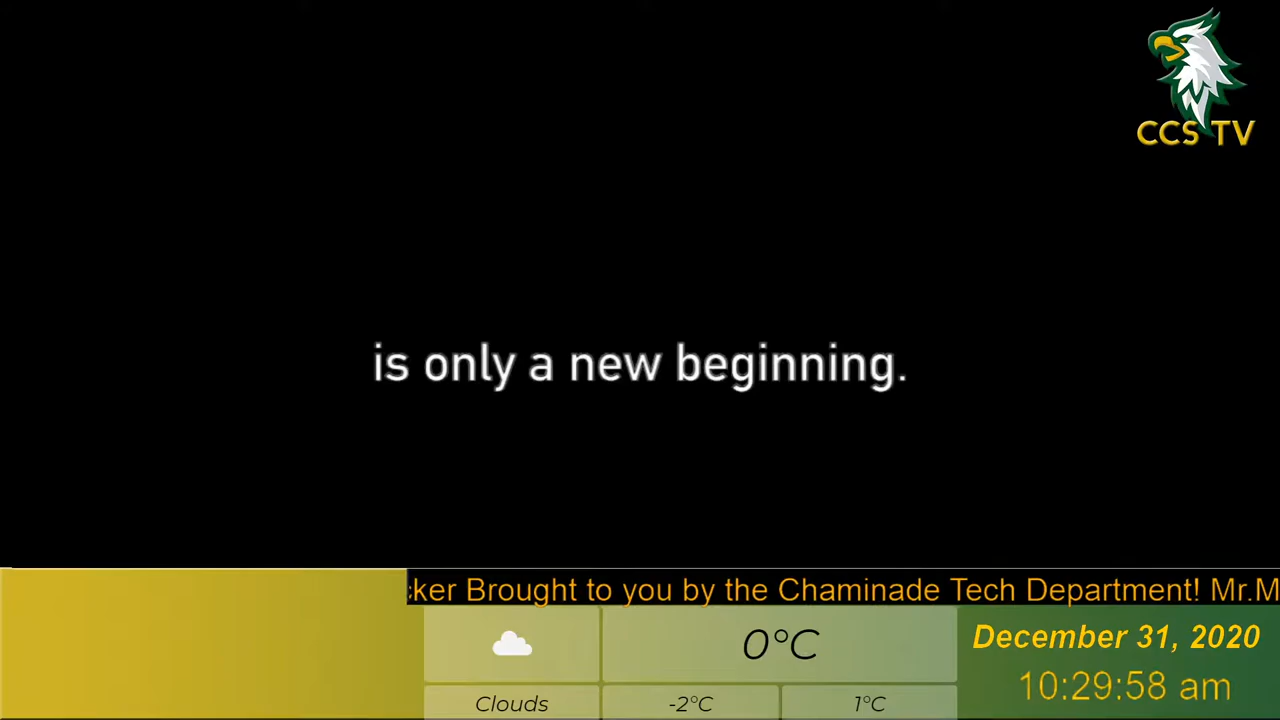 CCS TV
is only a new beginning.
ker Brought to you by the Chaminade Tech Department! Mr.M
0°C
December 31, 2020
10:29:58 am
Clouds
-2°C
1°C